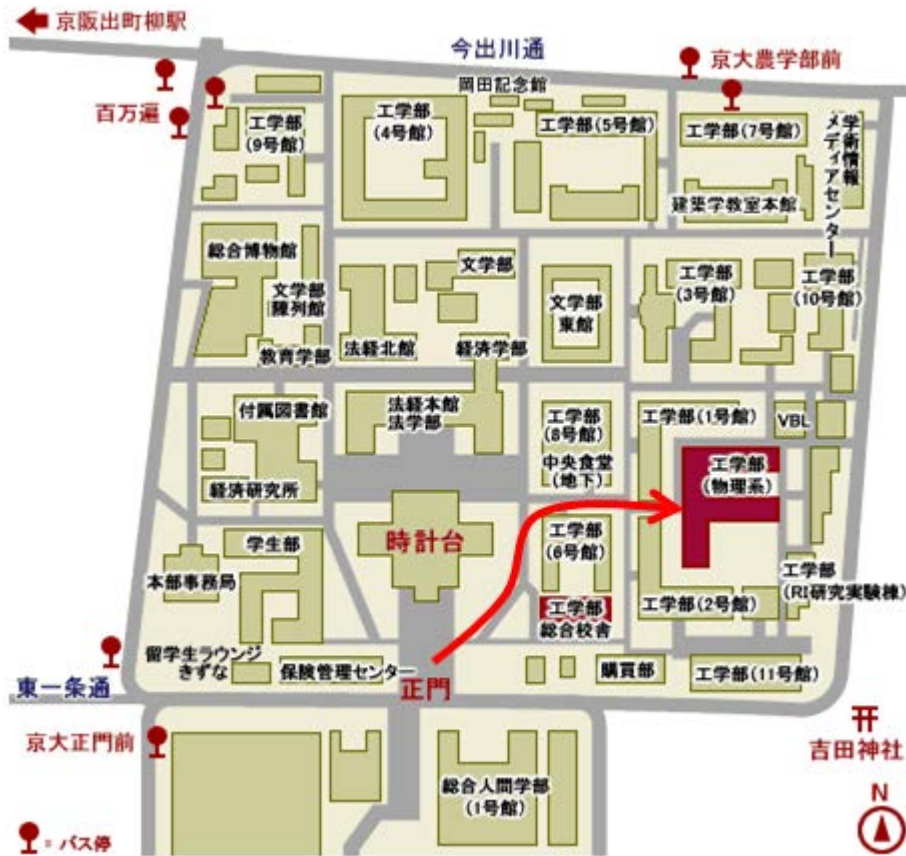 京阪出町柳駅
今出川通
京大農学部前
岡田記念館
百万遍
工学部
(9号館)
工学部
(4号館)
工学部(5号館)
工学部(7号館)
学術情報
メディアセンター
建築学教室本館
総合博物館
文学部
陳列館
文学部
文学部
東館
工学部
(3号館)
工学部
(10号館)
教育学部
法経北館
経済学部
付属図書館
法経本館
法学部
工学部
(8号館)
中央食堂
(地下)
工学部(1号館)
VBL
工学部
(物理系)
経済研究所
学生部
時計台
工学部
(6号館)
本部事務局
工学部
総合校舎
工学部(2号館)
工学部
(RI研究実験棟)
留学生ラウンジ
きずな
保険管理センター
正門
購買部
工学部(11号館)
東一条通
京大正門前
吉田神社
総合人間学部
(1号館)
N
= バス停